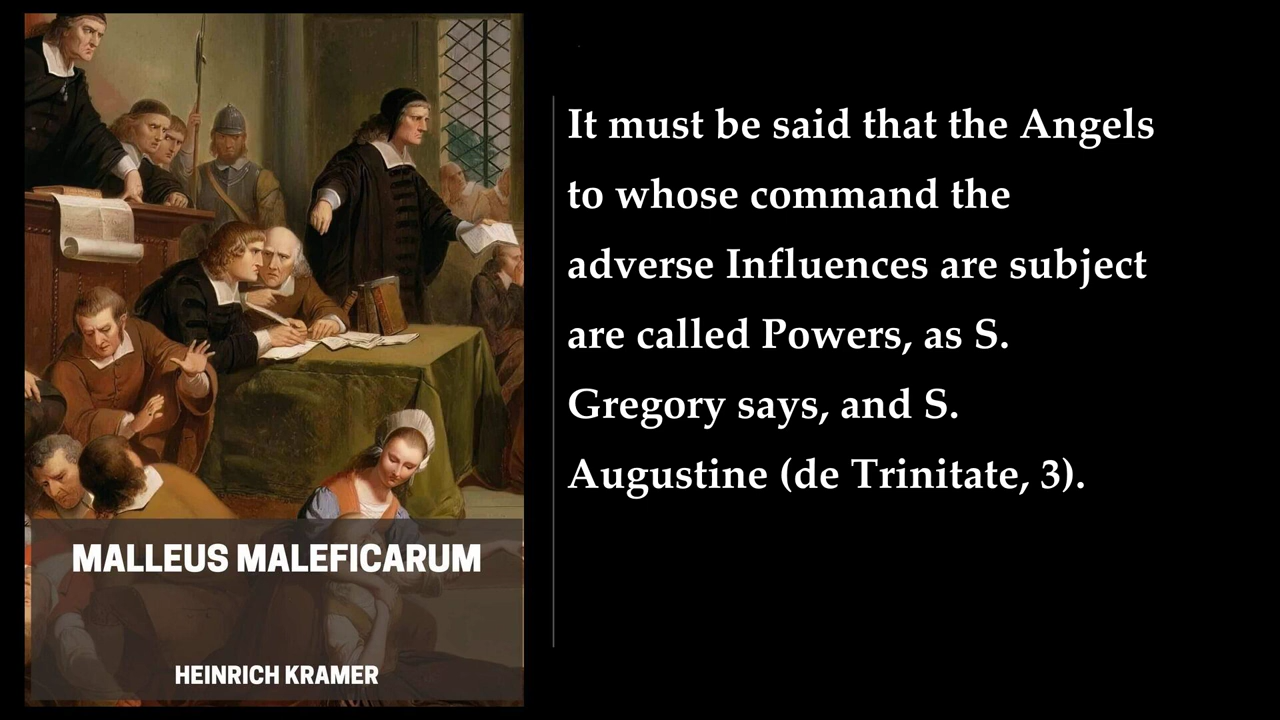 MALLEUS MALEFICARUM
HEINRICH KRAMER
It must be said that the Angels
to whose command the
adverse Influences are subject
are called Powers, as S.
Gregory says, and S.
Augustine (de Trinitate, 3).